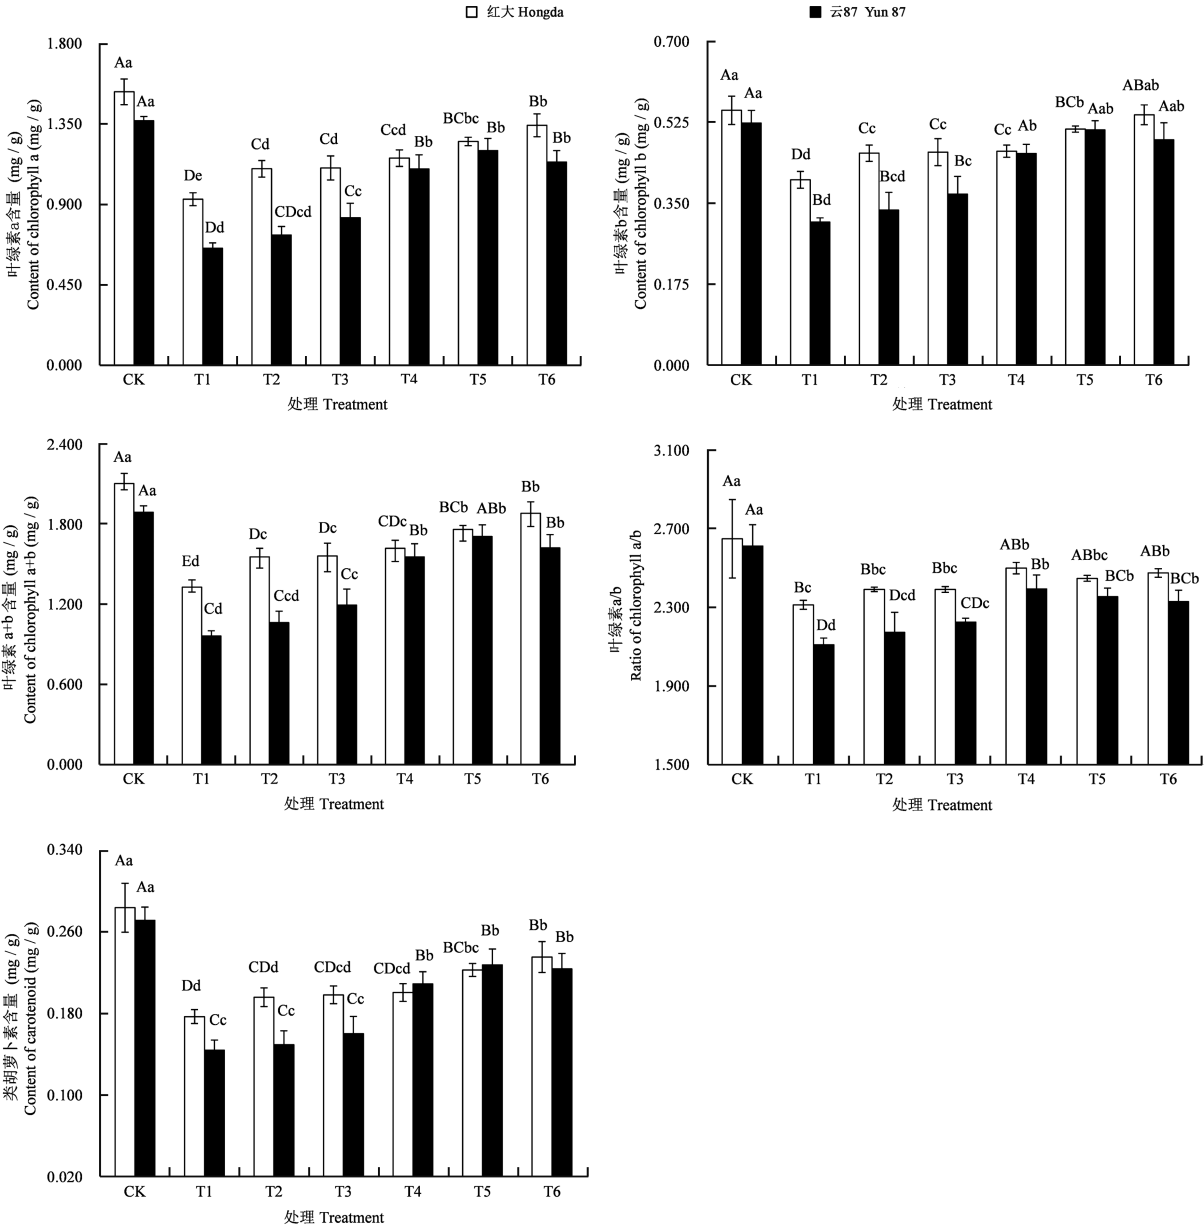 红大 Hongda
云87 Yun 87
叶绿素a含量 (mg / g)
Content of chlorophyll a (mg / g)
1.800
1.350
0.900
0.450
0.000
Aa
Aa
De
Dd
Cd
CDcd
Cd
Cc
Ccd
Bb
BCbc
Bb
Bb
Bb
CK T1 T2 T3 T4 T5 T6
处理 Treatment
叶绿素b含量 (mg / g)
Content of chlorophyll b (mg / g)
0.700
0.525
0.350
0.175
0.000
Aa
Aa
Dd
Bd
Cc
Bcd
Cc
Bc
Cc
Ab
BCb
Aab
ABab
Aab
CK T1 T2 T3 T4 T5 T6
处理 Treatment
叶绿素 a+b 含量 (mg / g)
Content of chlorophyll a+b (mg / g)
2.400
1.800
1.200
0.600
0.000
Aa
Aa
Ed
Cd
Dc
Ccd
Dc
Cc
CDc
Bb
BCb
ABb
Bb
Bb
CK T1 T2 T3 T4 T5 T6
处理 Treatment
叶绿素a/b
Ratio of chlorophyll a/b
3.100
2.700
2.300
1.900
1.500
Aa
Aa
Bc
Dd
Bbc
Dcd
Bbc
CDc
ABb
Bb
ABbc
BCb
ABb
BCb
CK T1 T2 T3 T4 T5 T6
处理 Treatment
类胡萝卜素含量 (mg / g)
Content of carotenoid (mg / g)
0.340
0.260
0.180
0.100
0.020
Aa
Aa
Dd
Cc
CDd
Cc
CDcd
Cc
CDcd
Bb
BCbc
Bb
Bb
Bb
CK T1 T2 T3 T4 T5 T6
处理 Treatment